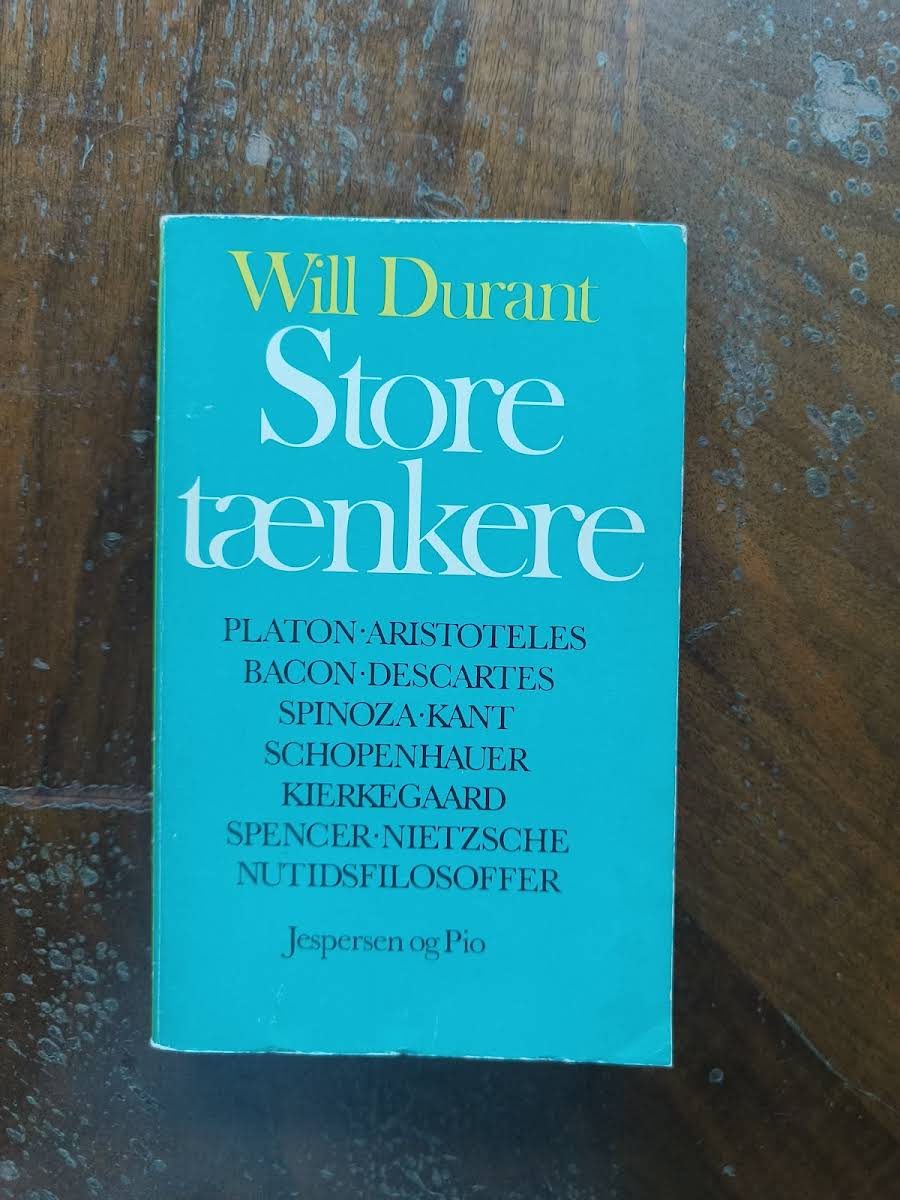 Will Durant
Store
tænkere
PLATON·ARISTOTELES
BACON·DESCARTES
SPINOZA·KANT
SCHOPENHAUER
KIERKEGAARD
SPENCER·NIETZSCHE
NUTIDSFILOSOFFER
Jespersen og Pio